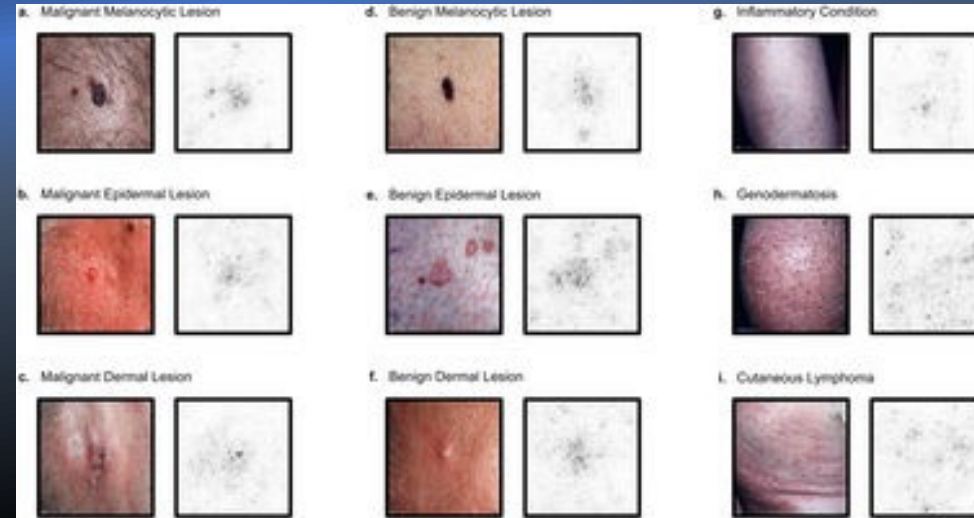 a. Malignant Melanocytic Lesion
d. Benign Melanocytic Lesion
g. Inflammatory Condition
b. Malignant Epidermal Lesion
e. Benign Epidermal Lesion
h. Genodermatosis
c. Malignant Dermal Lesion
f. Benign Dermal Lesion
i. Cutaneous Lymphoma